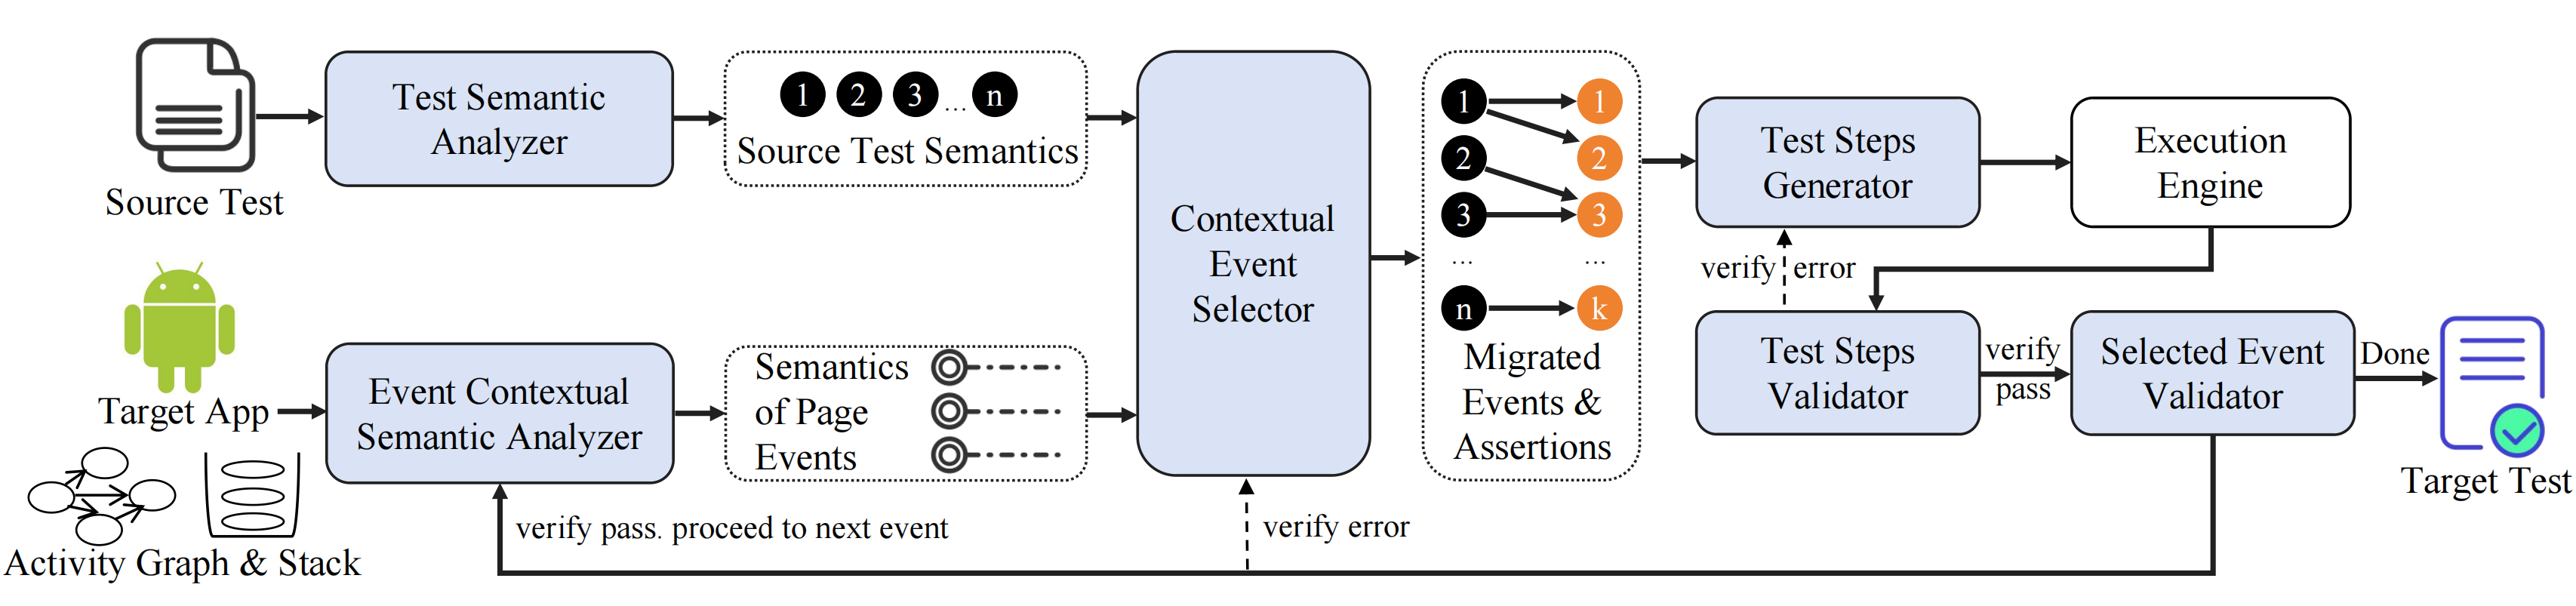 Source Test
Test Semantic
Analyzer
1 2 3 ... n
Source Test Semantics
Target App
Activity Graph & Stack
Event Contextual
Semantic Analyzer
Semantics
of Page
Events
Contextual
Event
Selector
1 1
2 2
3 3
... ...
n k
Migrated
Events &
Assertions
Test Steps
Generator
Execution
Engine
verify error
Test Steps
Validator
verify
pass
Selected Event
Validator
Done
Target Test
verify pass. proceed to next event
verify error